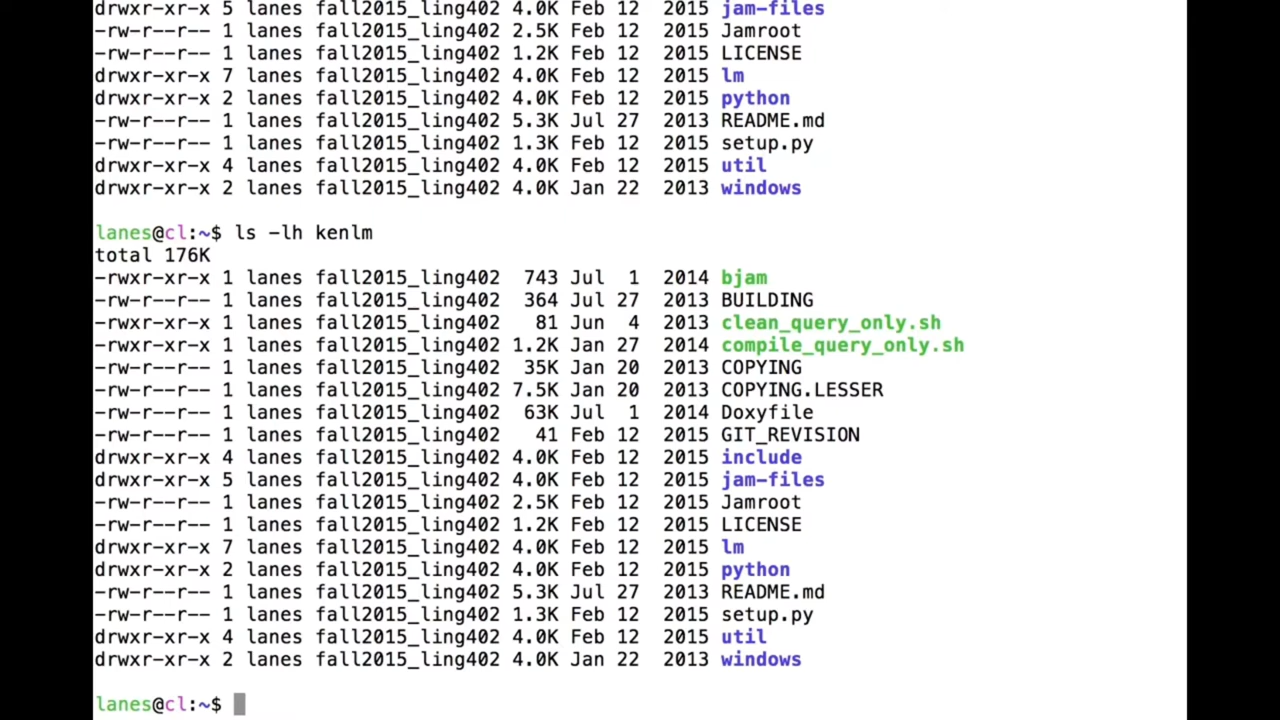 drwxr-xr-x 5 lanes fall2015_ling402 4.0K Feb 12  2015 jam-files
-rw-r--r-- 1 lanes fall2015_ling402 2.5K Feb 12  2015 Jamroot
-rw-r--r-- 1 lanes fall2015_ling402 1.2K Feb 12  2015 LICENSE
drwxr-xr-x 7 lanes fall2015_ling402 4.0K Feb 12  2015 lm
drwxr-xr-x 2 lanes fall2015_ling402 4.0K Feb 12  2015 python
-rw-r--r-- 1 lanes fall2015_ling402 5.3K Jul 27  2013 README.md
-rw-r--r-- 1 lanes fall2015_ling402 1.3K Feb 12  2015 setup.py
drwxr-xr-x 4 lanes fall2015_ling402 4.0K Feb 12  2015 util
drwxr-xr-x 2 lanes fall2015_ling402 4.0K Jan 22  2013 windows
lanes@cl:~$ ls -lh kenlm
total 176K
-rwxr-xr-x 1 lanes fall2015_ling402  743 Jul  1  2014 bjam
-rw-r--r-- 1 lanes fall2015_ling402  364 Jul 27  2013 BUILDING
-rwxr-xr-x 1 lanes fall2015_ling402   81 Jun  4  2013 clean_query_only.sh
-rwxr-xr-x 1 lanes fall2015_ling402 1.2K Jan 27  2014 compile_query_only.sh
-rw-r--r-- 1 lanes fall2015_ling402  35K Jan 20  2013 COPYING
-rw-r--r-- 1 lanes fall2015_ling402 7.5K Jan 20  2013 COPYING.LESSER
-rw-r--r-- 1 lanes fall2015_ling402  63K Jul  1  2014 Doxyfile
-rw-r--r-- 1 lanes fall2015_ling402   41 Feb 12  2015 GIT_REVISION
drwxr-xr-x 4 lanes fall2015_ling402 4.0K Feb 12  2015 include
drwxr-xr-x 5 lanes fall2015_ling402 4.0K Feb 12  2015 jam-files
-rw-r--r-- 1 lanes fall2015_ling402 2.5K Feb 12  2015 Jamroot
-rw-r--r-- 1 lanes fall2015_ling402 1.2K Feb 12  2015 LICENSE
drwxr-xr-x 7 lanes fall2015_ling402 4.0K Feb 12  2015 lm
drwxr-xr-x 2 lanes fall2015_ling402 4.0K Feb 12  2015 python
-rw-r--r-- 1 lanes fall2015_ling402 5.3K Jul 27  2013 README.md
-rw-r--r-- 1 lanes fall2015_ling402 1.3K Feb 12  2015 setup.py
drwxr-xr-x 4 lanes fall2015_ling402 4.0K Feb 12  2015 util
drwxr-xr-x 2 lanes fall2015_ling402 4.0K Jan 22  2013 windows
lanes@cl:~$